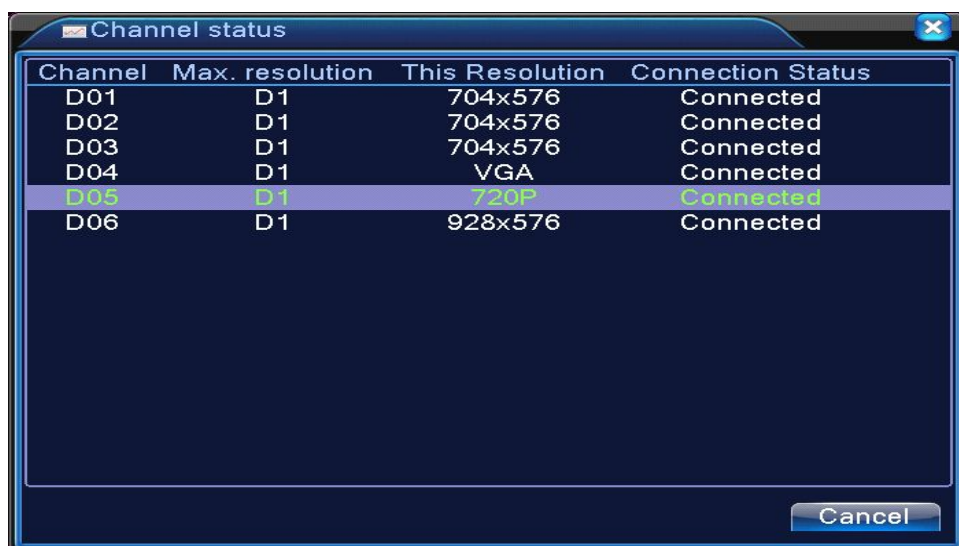 Channel status
Channel Max. resolution This Resolution Connection Status
D01 D1 704x576 Connected
D02 D1 704x576 Connected
D03 D1 704x576 Connected
D04 D1 VGA Connected
D05 D1 720P Connected
D06 D1 928x576 Connected
Cancel